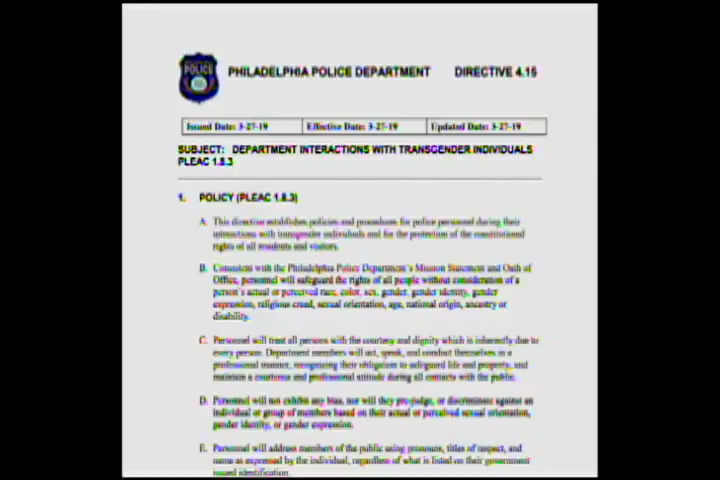 POLICE
PHILADELPHIA POLICE DEPARTMENT DIRECTIVE 4.15
Issued Date: 3-27-19 Effective Date: 3-27-19 Updated Date: 3-27-19
SUBJECT: DEPARTMENT INTERACTIONS WITH TRANSGENDER INDIVIDUALS
PLEAC 1.8.3
1. POLICY (PLEAC 1.8.3)
A. This directive establishes policies and procedures for police personnel during their
interactions with transgender individuals and for the protection of the constitutional
rights of all residents and visitors.
B. Consistent with the Philadelphia Police Department's Mission Statement and Oath of
Office, personnel will safeguard the rights of all people without consideration of a
person's actual or perceived race, color, sex, gender, gender identity, gender
expression, religious creed, sexual orientation, age, national origin, ancestry or
disability.
C. Personnel will treat all persons with the courtesy and dignity which is inherently due to
every person. Department members will act, speak, and conduct themselves in a
professional manner, recognizing their obligation to safeguard life and property, and
maintain a courteous and professional attitude during all contacts with the public.
D. Personnel will not exhibit any bias, nor will they pre-judge, or discriminate against an
individual or group of members based on their actual or perceived sexual orientation,
gender identity, or gender expression.
E. Personnel will address members of the public using pronouns, titles of respect, and
name as expressed by the individual, regardless of what is listed on their government
issued identification.